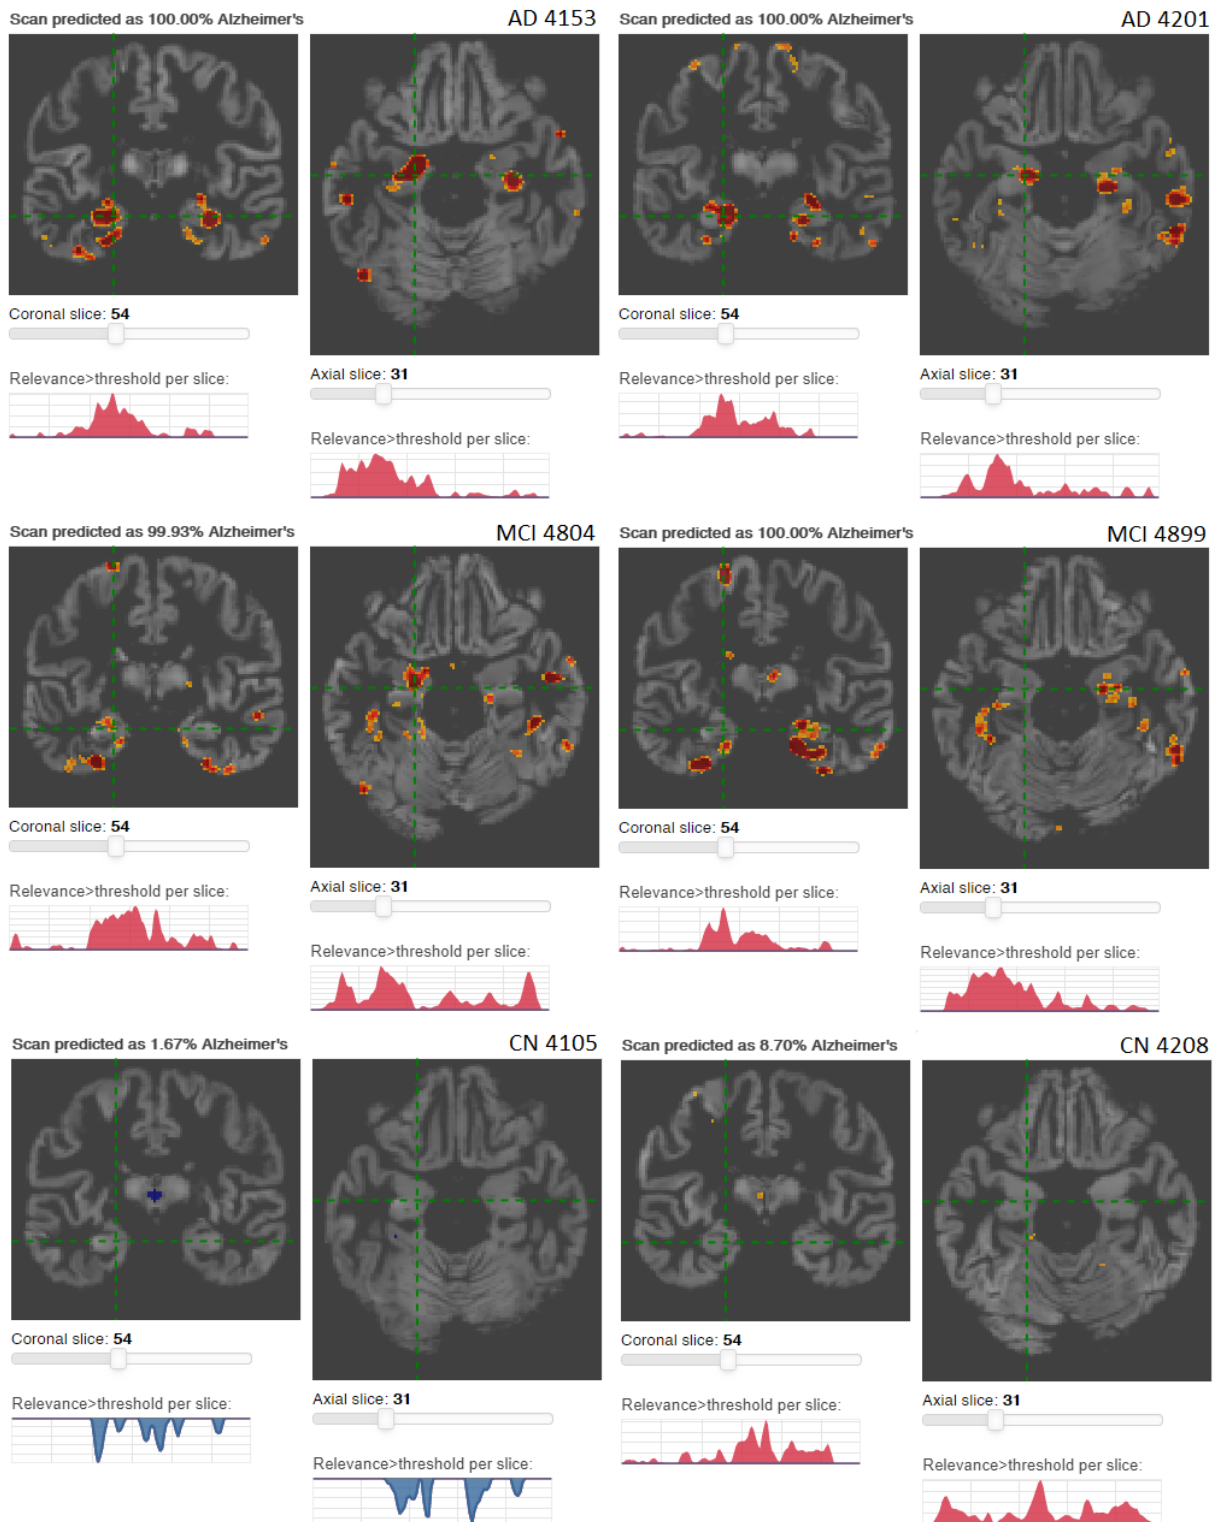 Scan predicted as 100.00% Alzheimer's
AD 4153
Coronal slice: 54
Relevance>threshold per slice:
Axial slice: 31
Relevance>threshold per slice:
Scan predicted as 100.00% Alzheimer's
AD 4201
Coronal slice: 54
Relevance>threshold per slice:
Axial slice: 31
Relevance>threshold per slice:
Scan predicted as 99.93% Alzheimer's
MCI 4804
Coronal slice: 54
Relevance>threshold per slice:
Axial slice: 31
Relevance>threshold per slice:
Scan predicted as 100.00% Alzheimer's
MCI 4899
Coronal slice: 54
Relevance>threshold per slice:
Axial slice: 31
Relevance>threshold per slice:
Scan predicted as 1.67% Alzheimer's
CN 4105
Coronal slice: 54
Relevance>threshold per slice:
Axial slice: 31
Relevance>threshold per slice:
Scan predicted as 8.70% Alzheimer's
CN 4208
Coronal slice: 54
Relevance>threshold per slice:
Axial slice: 31
Relevance>threshold per slice: